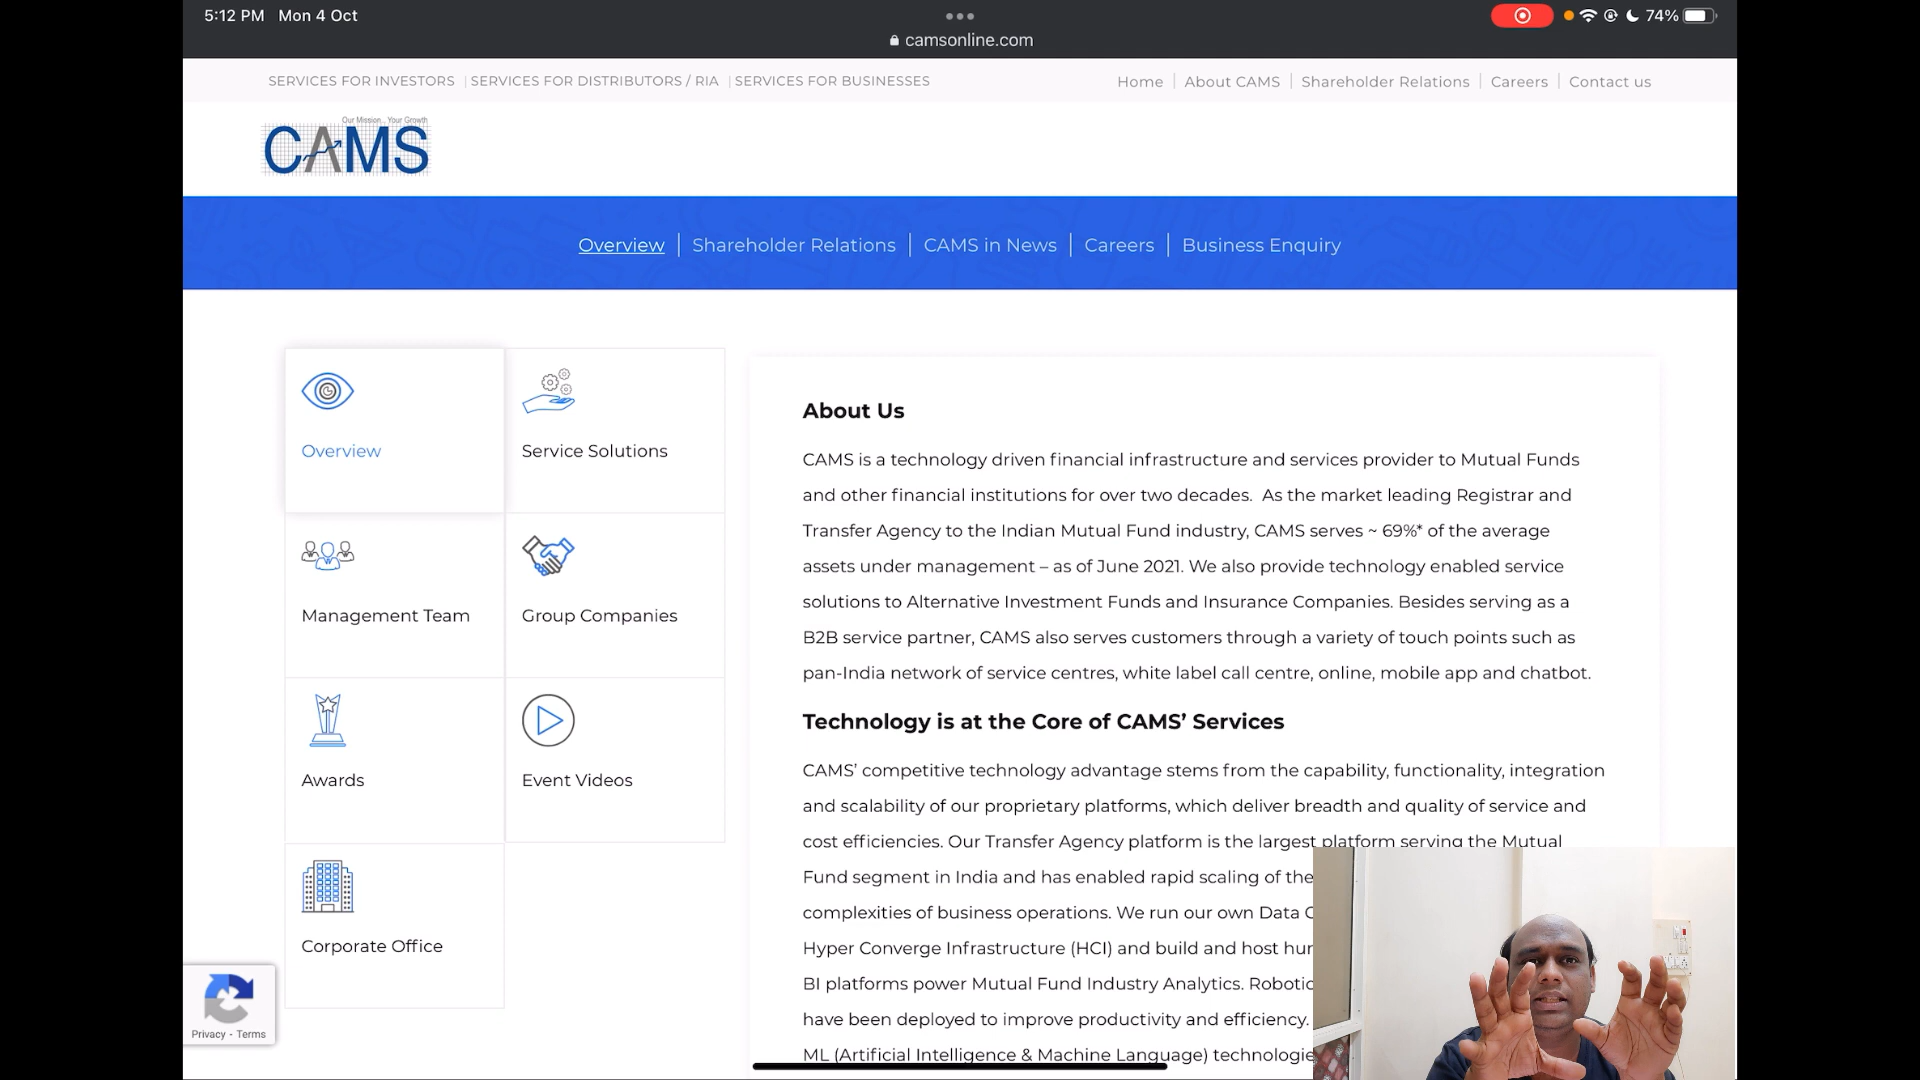 5:12 PM Mon 4 Oct
74%
camsonline.com
SERVICES FOR INVESTORS | SERVICES FOR DISTRIBUTORS / RIA | SERVICES FOR BUSINESSES
Home | About CAMS | Shareholder Relations | Careers | Contact us
Our Mission.. Your Growth
CAMS
Overview | Shareholder Relations | CAMS in News | Careers | Business Enquiry
Overview
Service Solutions
Management Team
Group Companies
Awards
Event Videos
Corporate Office
Privacy - Terms
About Us
CAMS is a technology driven financial infrastructure and services provider to Mutual Funds
and other financial institutions for over two decades. As the market leading Registrar and
Transfer Agency to the Indian Mutual Fund industry, CAMS serves ~ 69%* of the average
assets under management – as of June 2021. We also provide technology enabled service
solutions to Alternative Investment Funds and Insurance Companies. Besides serving as a
B2B service partner, CAMS also serves customers through a variety of touch points such as
pan-India network of service centres, white label call centre, online, mobile app and chatbot.
Technology is at the Core of CAMS’ Services
CAMS’ competitive technology advantage stems from the capability, functionality, integration
and scalability of our proprietary platforms, which deliver breadth and quality of service and
cost efficiencies. Our Transfer Agency platform is the largest platform serving the Mutual
Fund segment in India and has enabled rapid scaling of the
complexities of business operations. We run our own Data
Hyper Converge Infrastructure (HCI) and build and host
BI platforms power Mutual Fund Industry Analytics.
have been deployed to improve productivity and efficiency.
ML (Artificial Intelligence & Machine Language)